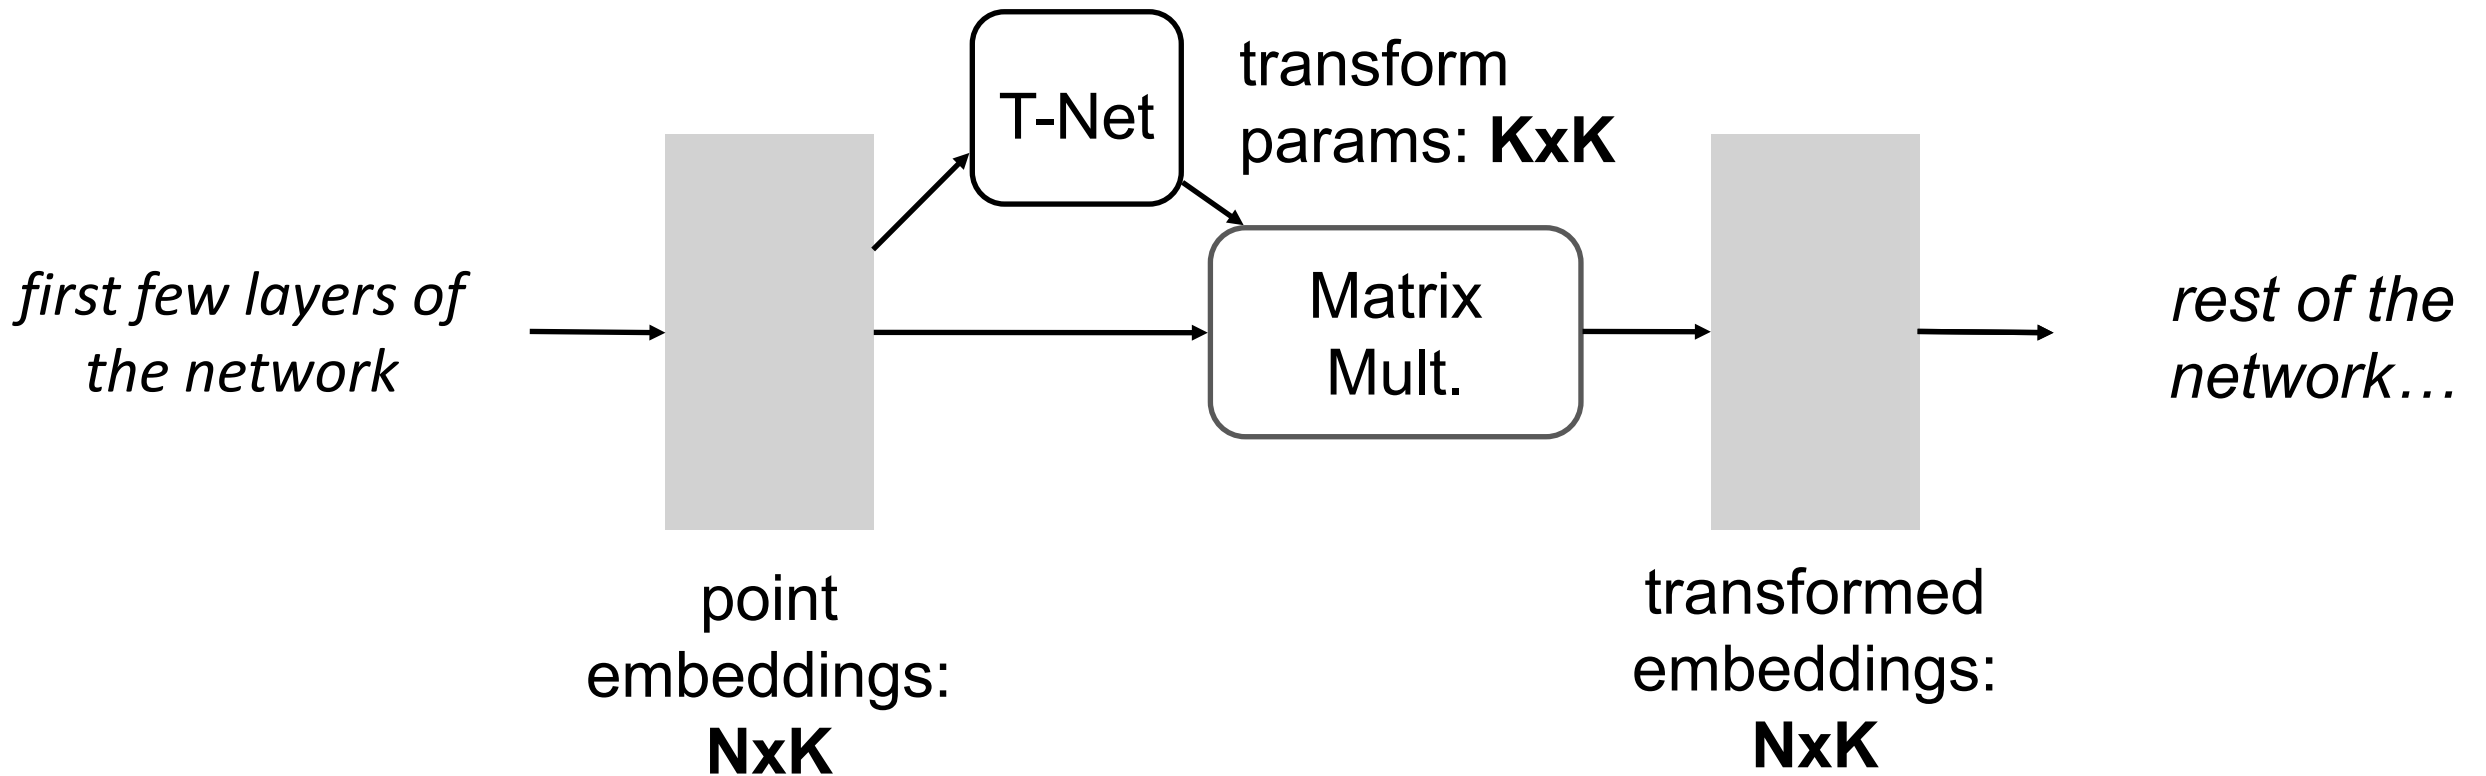 T-Net
transform
params: KxK
first few layers of
the network
Matrix
Mult.
rest of the
network…
point
embeddings:
NxK
transformed
embeddings:
NxK